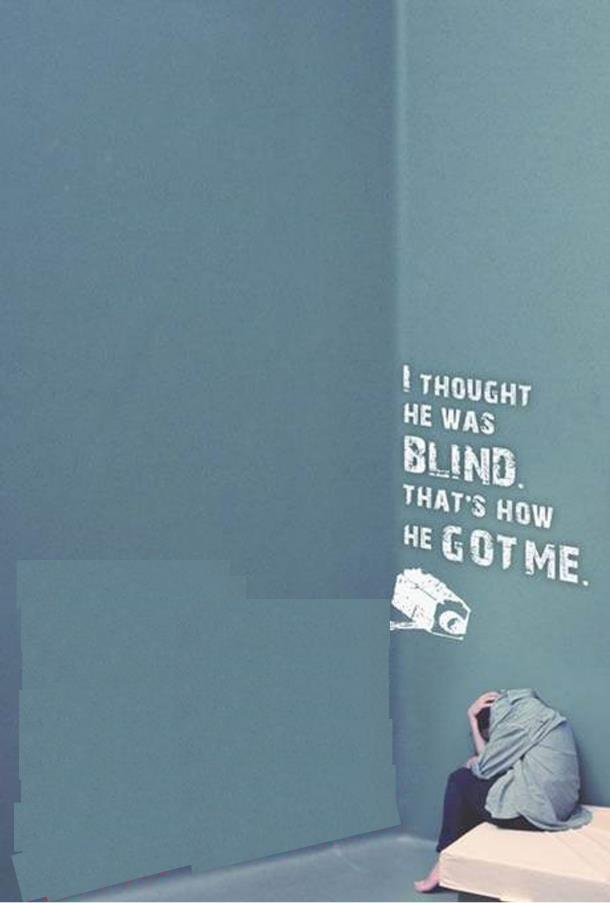 I THOUGHT
HE WAS
BLIND.
THAT'S HOW
HE GOT ME.